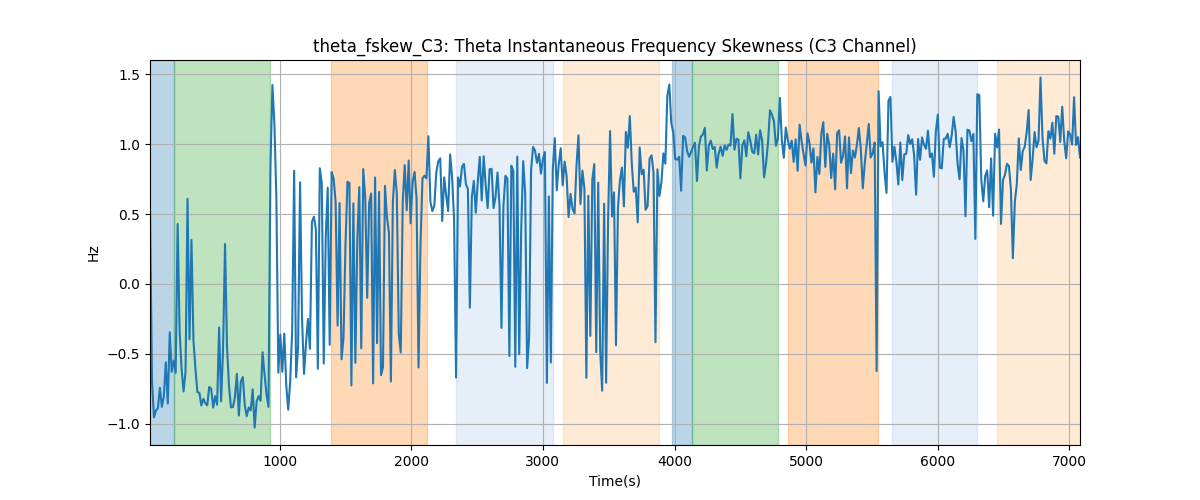 theta_fskew_C3: Theta Instantaneous Frequency Skewness (C3 Channel)
1.5
1.0
0.5
0.0
−0.5
−1.0
Hz
1000 2000 3000 4000 5000 6000 7000
Time(s)